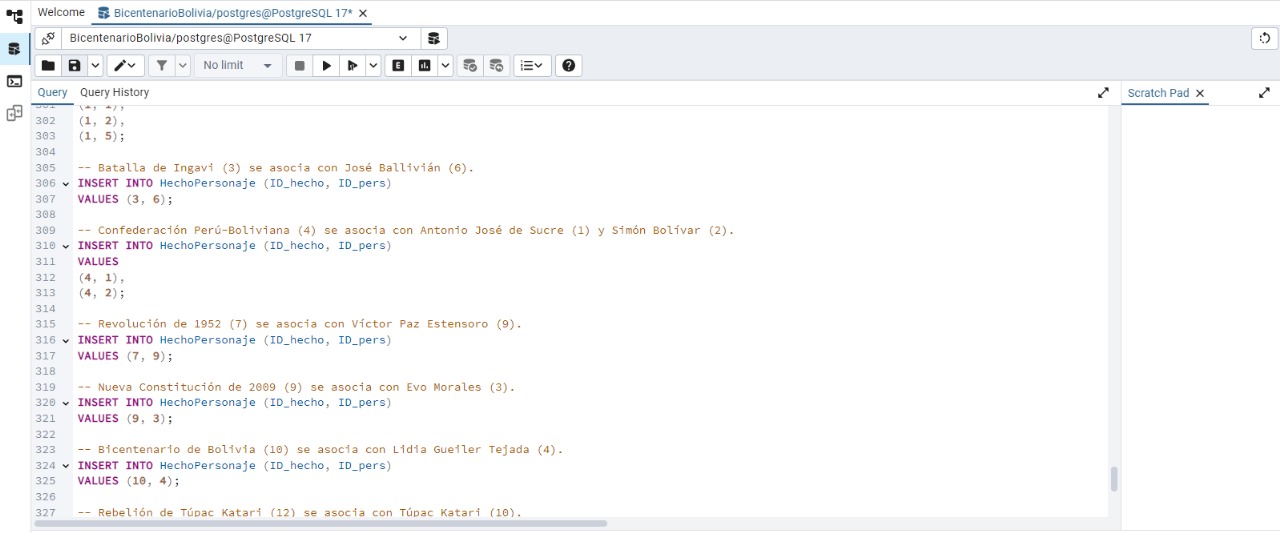 Welcome
BicentenarioBolivia/postgres@PostgreSQL 17*
BicentenarioBolivia/postgres@PostgreSQL 17
No limit
E
Query
Query History
Scratch Pad
301 (1, 1),
302 (1, 2),
303 (1, 5);
304
305 -- Batalla de Ingavi (3) se asocia con José Ballivián (6).
306 INSERT INTO HechoPersonaje (ID_hecho, ID_pers)
307 VALUES (3, 6);
308
309 -- Confederación Perú-Boliviana (4) se asocia con Antonio José de Sucre (1) y Simón Bolívar (2).
310 INSERT INTO HechoPersonaje (ID_hecho, ID_pers)
311 VALUES
312 (4, 1),
313 (4, 2);
314
315 -- Revolución de 1952 (7) se asocia con Víctor Paz Estensoro (9).
316 INSERT INTO HechoPersonaje (ID_hecho, ID_pers)
317 VALUES (7, 9);
318
319 -- Nueva Constitución de 2009 (9) se asocia con Evo Morales (3).
320 INSERT INTO HechoPersonaje (ID_hecho, ID_pers)
321 VALUES (9, 3);
322
323 -- Bicentenario de Bolivia (10) se asocia con Lidia Gueiler Tejada (4).
324 INSERT INTO HechoPersonaje (ID_hecho, ID_pers)
325 VALUES (10, 4);
326
327 -- Rebelión de Túpac Katari (12) se asocia con Túpac Katari (10).